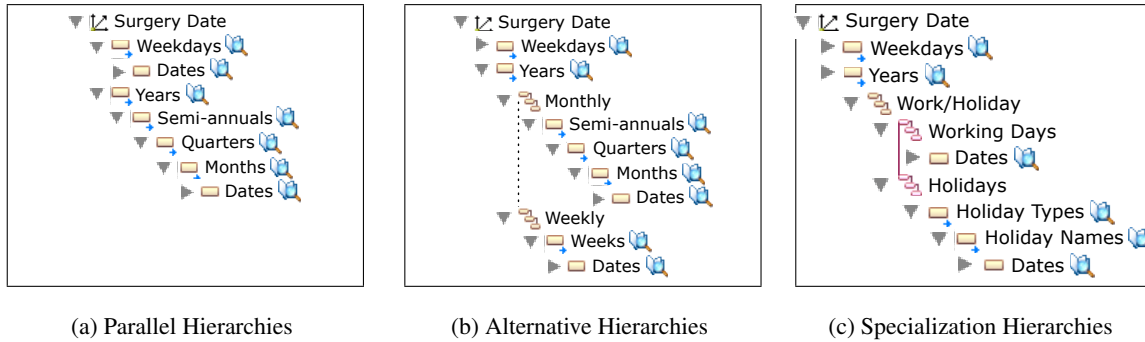 Surgery Date
Weekdays
Dates
Years
Semi-annuals
Quarters
Months
Dates
(a) Parallel Hierarchies
Surgery Date
Weekdays
Years
Monthly
Semi-annuals
Quarters
Months
Dates
Weekly
Weeks
Dates
(b) Alternative Hierarchies
Surgery Date
Weekdays
Years
Work/Holiday
Working Days
Dates
Holidays
Holiday Types
Holiday Names
Dates
(c) Specialization Hierarchies